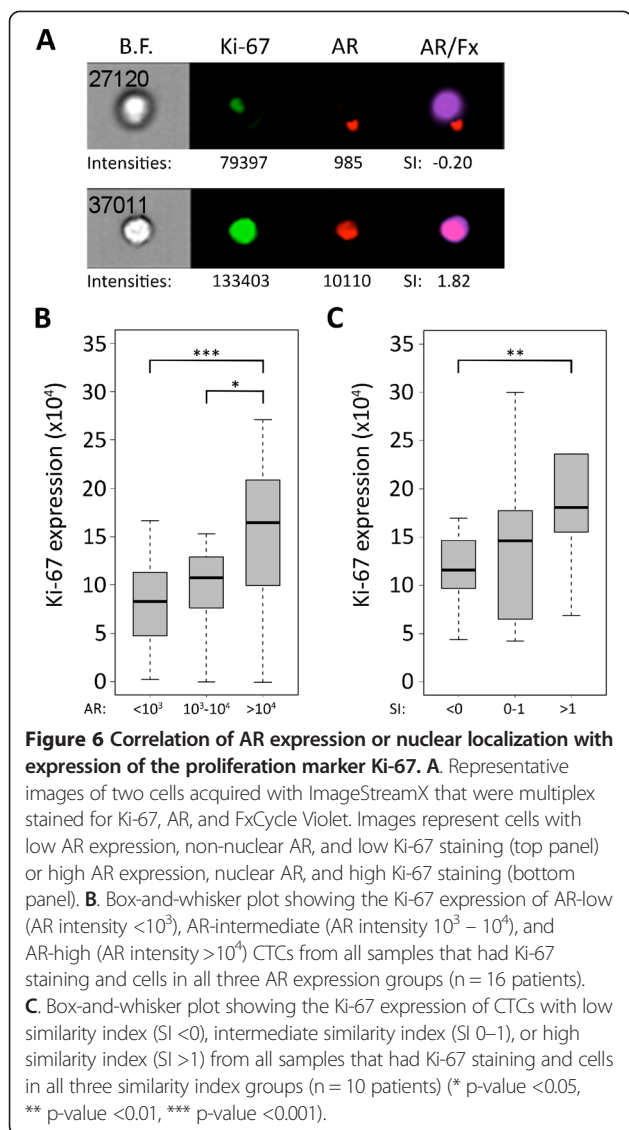 A
B.F. Ki-67 AR AR/Fx
27120
Intensities: 79397 985 SI: -0.20
37011
Intensities: 133403 10110 SI: 1.82
B
Ki-67 expression (x10⁴)
35
30
25
20
15
10
5
0
***
*
AR: <10³ 10³-10⁴ >10⁴
C
Ki-67 expression (x10⁴)
35
30
25
20
15
10
5
0
**
SI: <0 0-1 >1
Figure 6 Correlation of AR expression or nuclear localization with
expression of the proliferation marker Ki-67. A. Representative
images of two cells acquired with ImageStreamX that were multiplex
stained for Ki-67, AR, and FxCycle Violet. Images represent cells with
low AR expression, non-nuclear AR, and low Ki-67 staining (top panel)
or high AR expression, nuclear AR, and high Ki-67 staining (bottom
panel). B. Box-and-whisker plot showing the Ki-67 expression of AR-low
(AR intensity <10³), AR-intermediate (AR intensity 10³ – 10⁴), and
AR-high (AR intensity >10⁴) CTCs from all samples that had Ki-67
staining and cells in all three AR expression groups (n = 16 patients).
C. Box-and-whisker plot showing the Ki-67 expression of CTCs with low
similarity index (SI <0), intermediate similarity index (SI 0–1), or high
similarity index (SI >1) from all samples that had Ki-67 staining and cells
in all three similarity index groups (n = 10 patients) (* p-value <0.05,
** p-value <0.01, *** p-value <0.001).